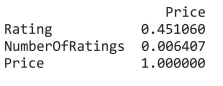 Price
Rating 0.451060
NumberOfRatings 0.006407
Price 1.000000